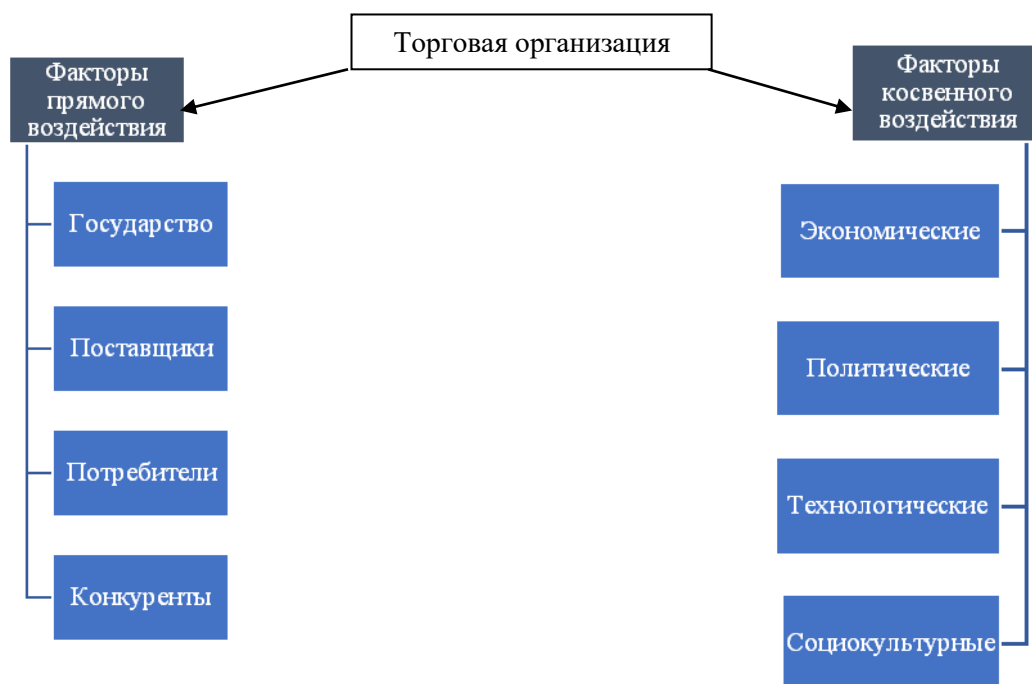 Торговая организация
Факторы
прямого
воздействия
Государство
Поставщики
Потребители
Конкуренты
Факторы
косвенного
воздействия
Экономические
Политические
Технологические
Социокультурные